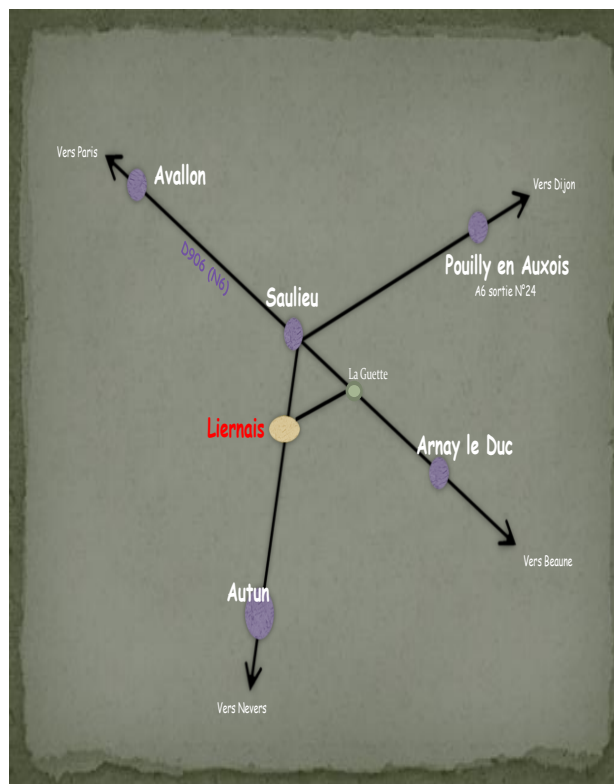 Vers Paris
Avallon
Vers Dijon
D906 (N6)
Pouilly en Auxois
A6 sortie N°24
Saulieu
La Guette
Liernais
Arnay le Duc
Vers Beaune
Autun
Vers Nevers